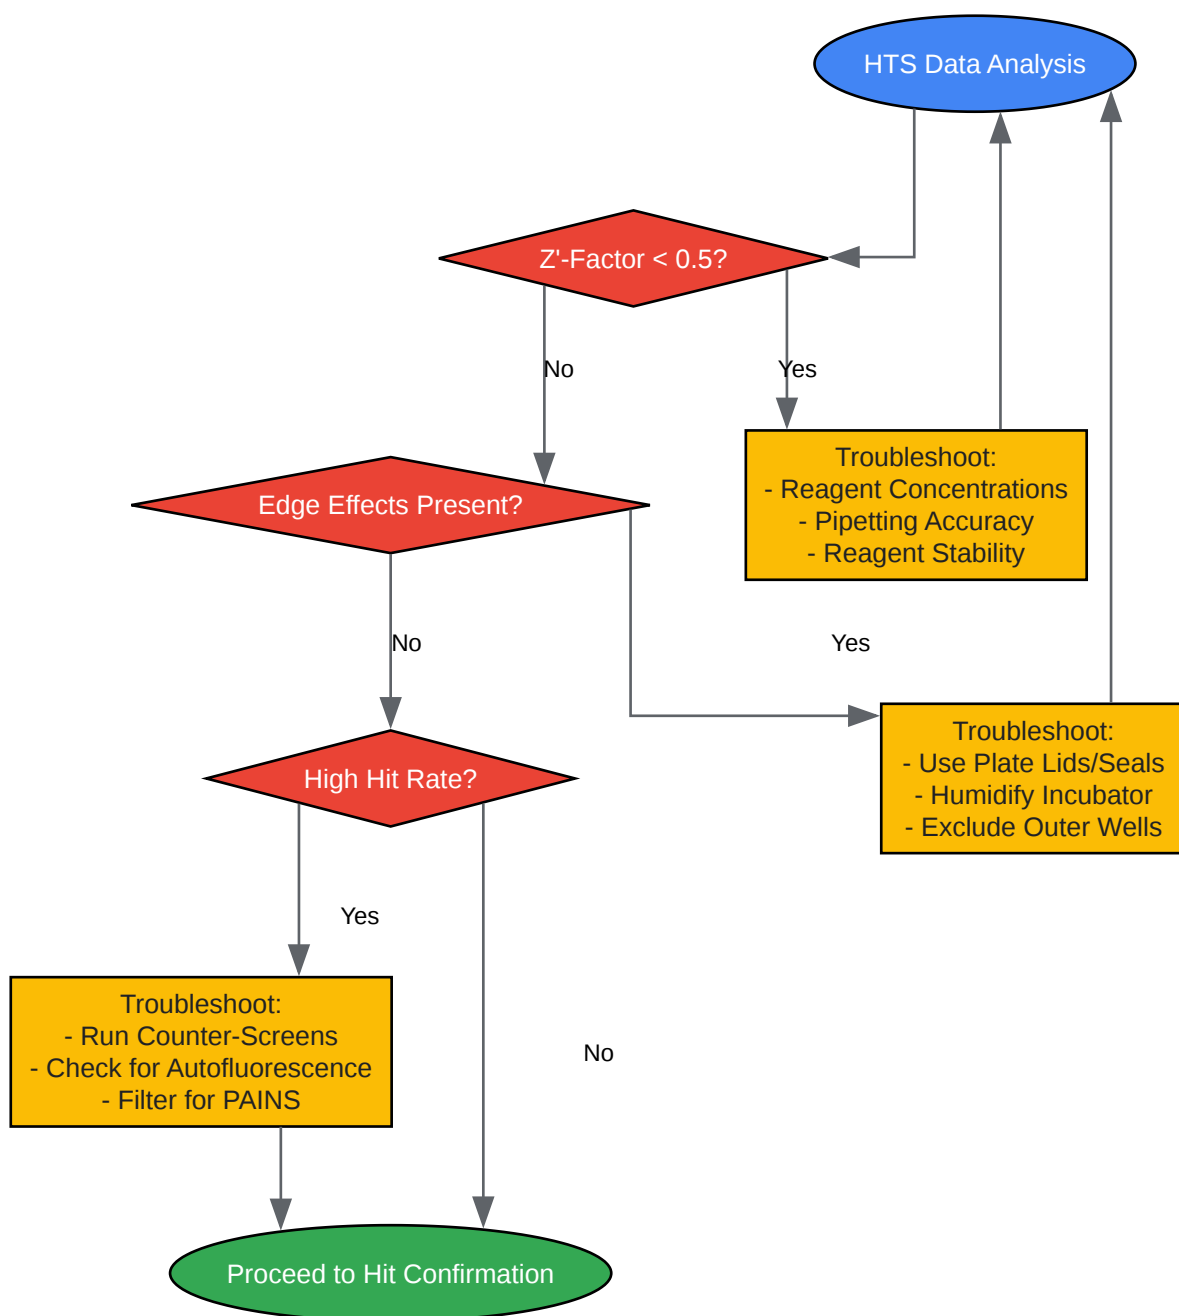 HTS Data Analysis
Z'-Factor < 0.5?
No
Yes
Troubleshoot:
- Reagent Concentrations
- Pipetting Accuracy
- Reagent Stability
Edge Effects Present?
No
Yes
Troubleshoot:
- Use Plate Lids/Seals
- Humidify Incubator
- Exclude Outer Wells
High Hit Rate?
Yes
No
Troubleshoot:
- Run Counter-Screens
- Check for Autofluorescence
- Filter for PAINS
Proceed to Hit Confirmation